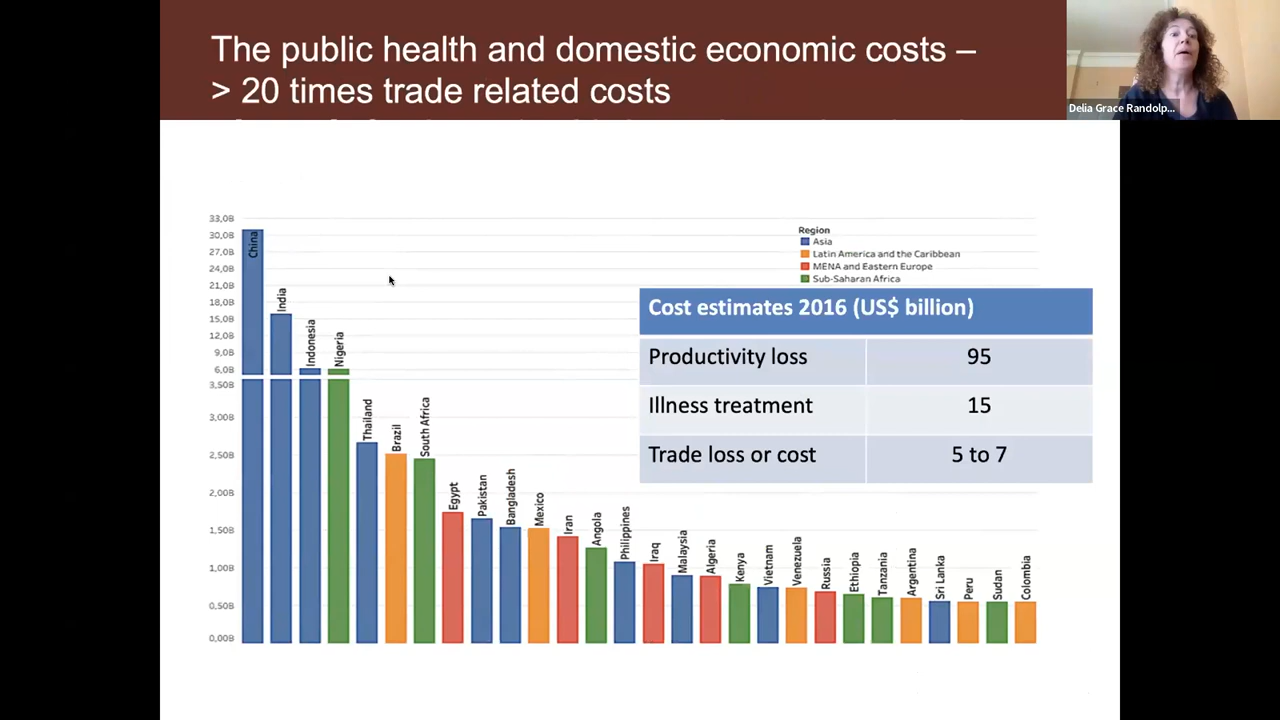 The public health and domestic economic costs –
> 20 times trade related costs
Delia Grace Randolp...
33,0B
30,0B
27,0B
24,0B
21,0B
18,0B
15,0B
12,0B
9,0B
6,0B
3,50B
3,00B
2,50B
2,00B
1,50B
1,00B
0,50B
0,00B
China
India
Indonesia
Nigeria
Thailand
Brazil
South Africa
Egypt
Pakistan
Bangladesh
Mexico
Iran
Angola
Philippines
Iraq
Malaysia
Algeria
Kenya
Vietnam
Venezuela
Russia
Ethiopia
Tanzania
Argentina
Sri Lanka
Peru
Sudan
Colombia
Region
Asia
Latin America and the Caribbean
MENA and Eastern Europe
Sub-Saharan Africa
Cost estimates 2016 (US$ billion)
Productivity loss 95
Illness treatment 15
Trade loss or cost 5 to 7